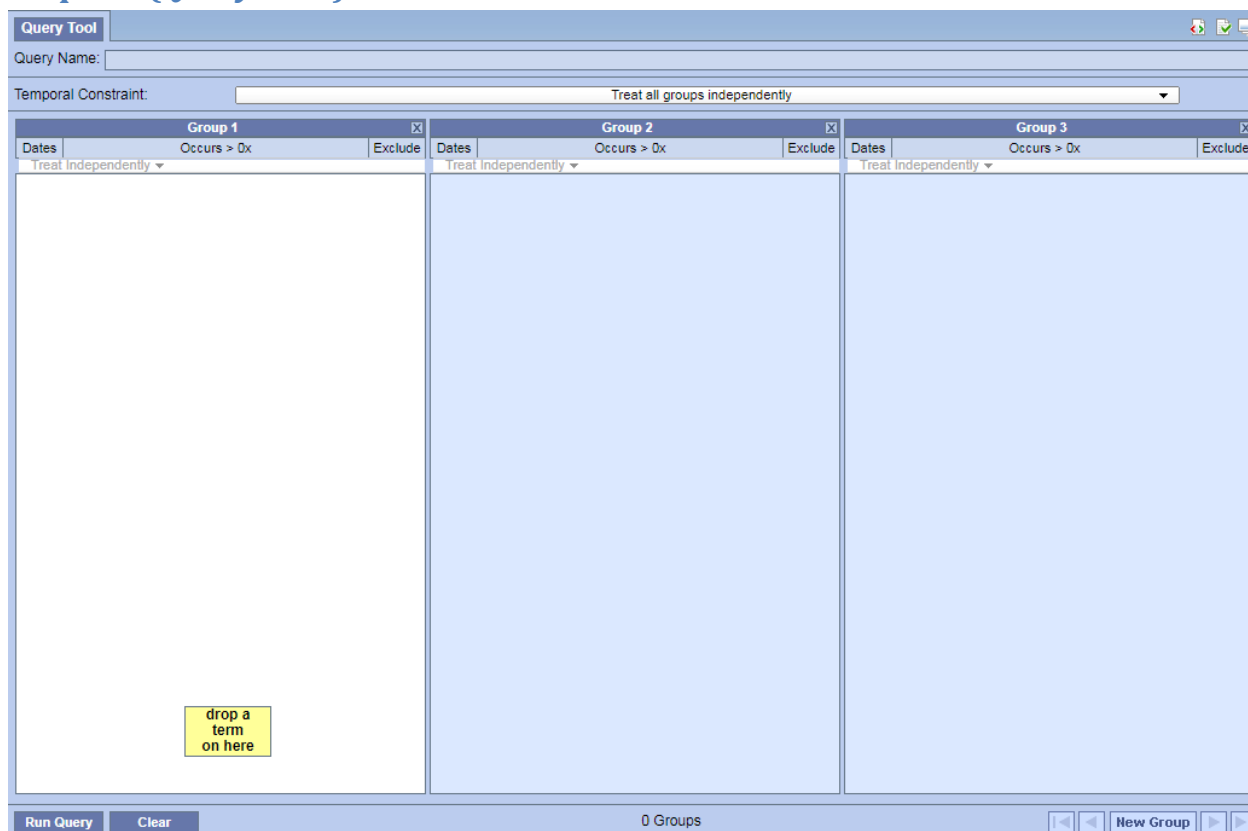 Query Tool
Query Name:
Temporal Constraint: Treat all groups independently
Group 1 X Group 2 X Group 3 X
Dates Occurs > 0x Exclude Dates Occurs > 0x Exclude Dates Occurs > 0x Exclude
Treat Independently Treat Independently Treat Independently
drop a
term
on here
Run Query Clear 0 Groups New Group